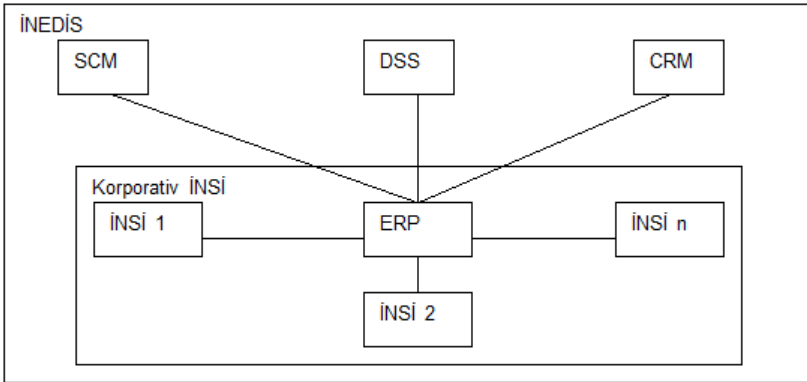 İNEDİS
SCM
DSS
CRM
Korporativ İNSİ
İNSİ 1
ERP
İNSİ n
İNSİ 2